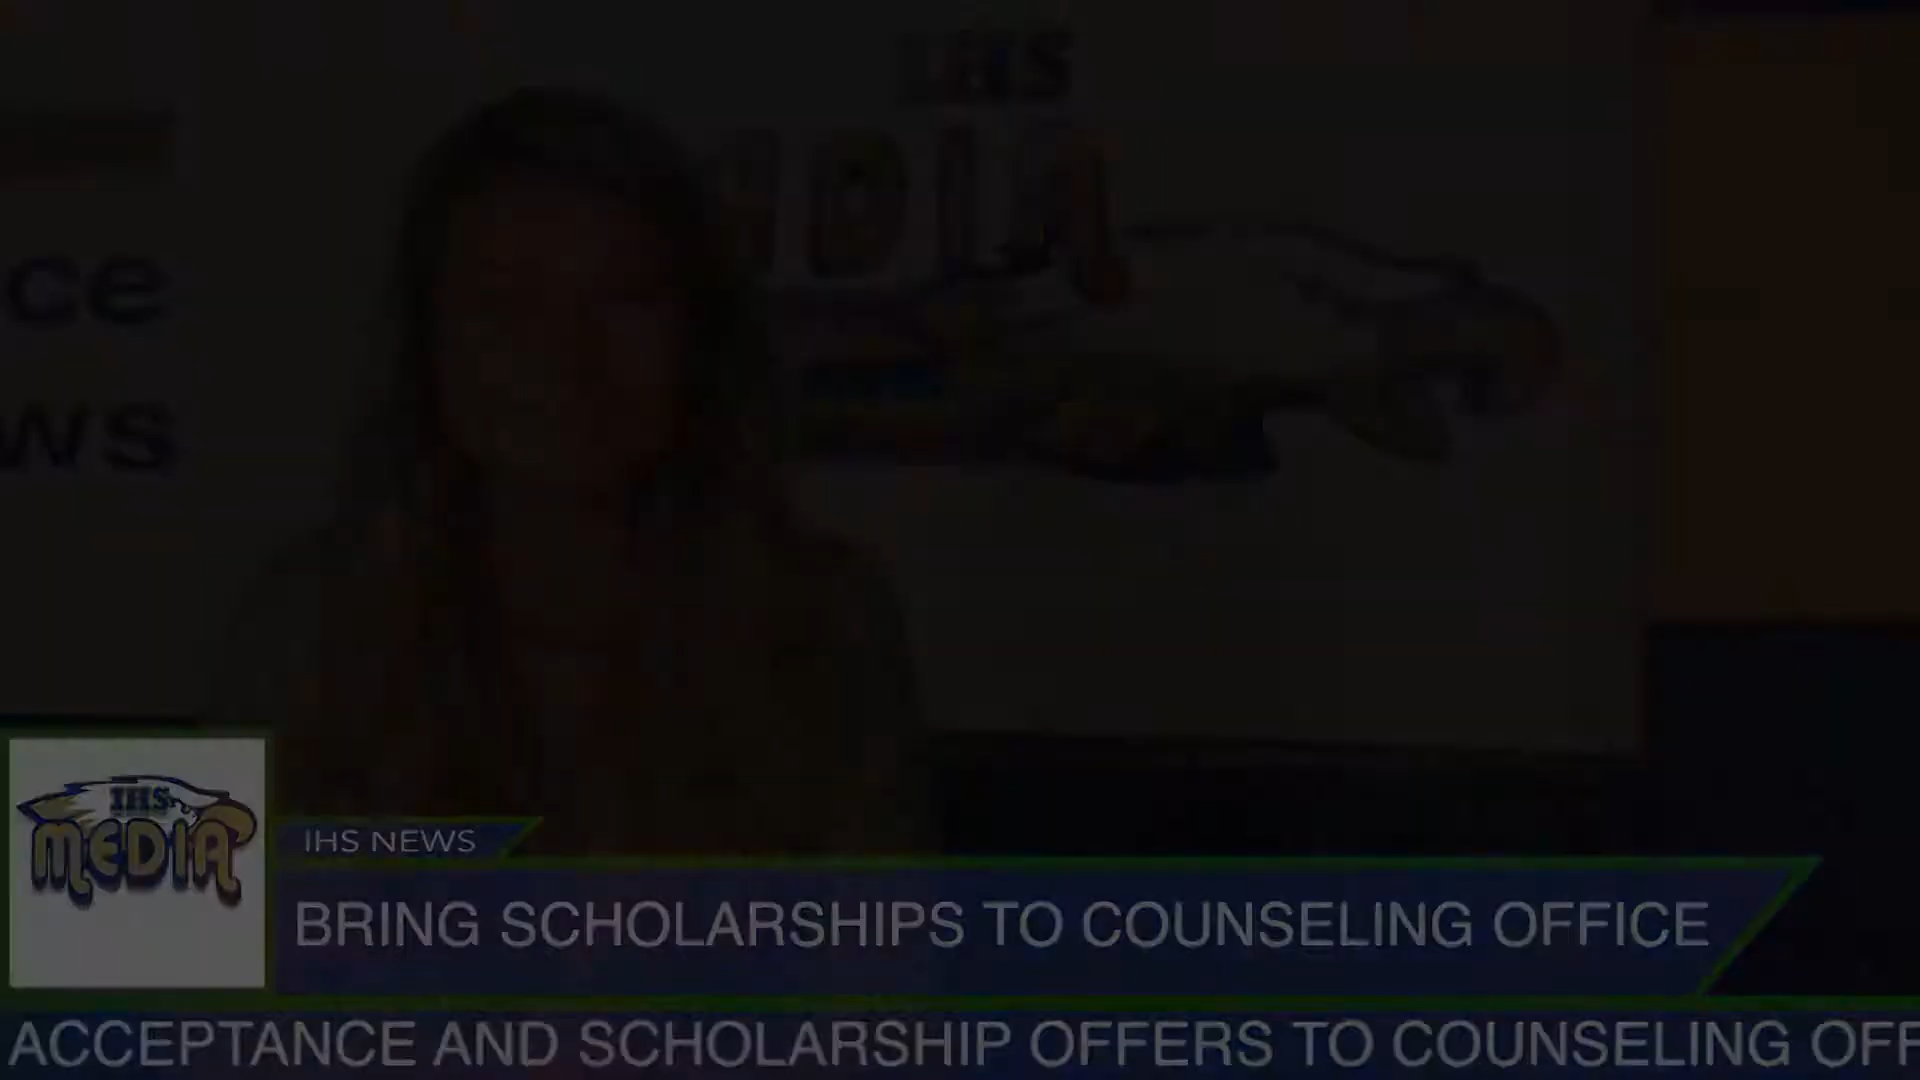 IHS
DIA
ce
ws
IHS
MEDIA
IHS NEWS
BRING SCHOLARSHIPS TO COUNSELING OFFICE
ACCEPTANCE AND SCHOLARSHIP OFFERS TO COUNSELING OFF